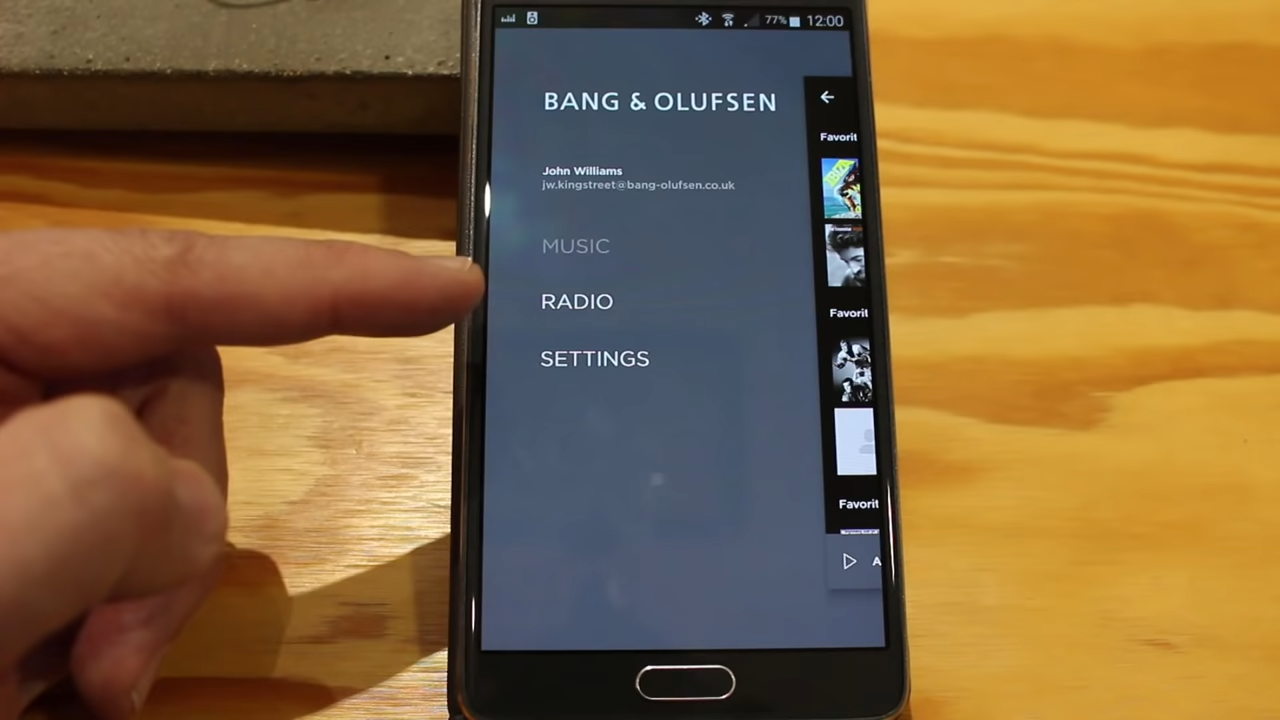 77% 12:00
BANG & OLUFSEN
John Williams
jw.kingstreet@bang-olufsen.co.uk
MUSIC
RADIO
SETTINGS
Favorit
IBIZA
Favorit
Favorit
A